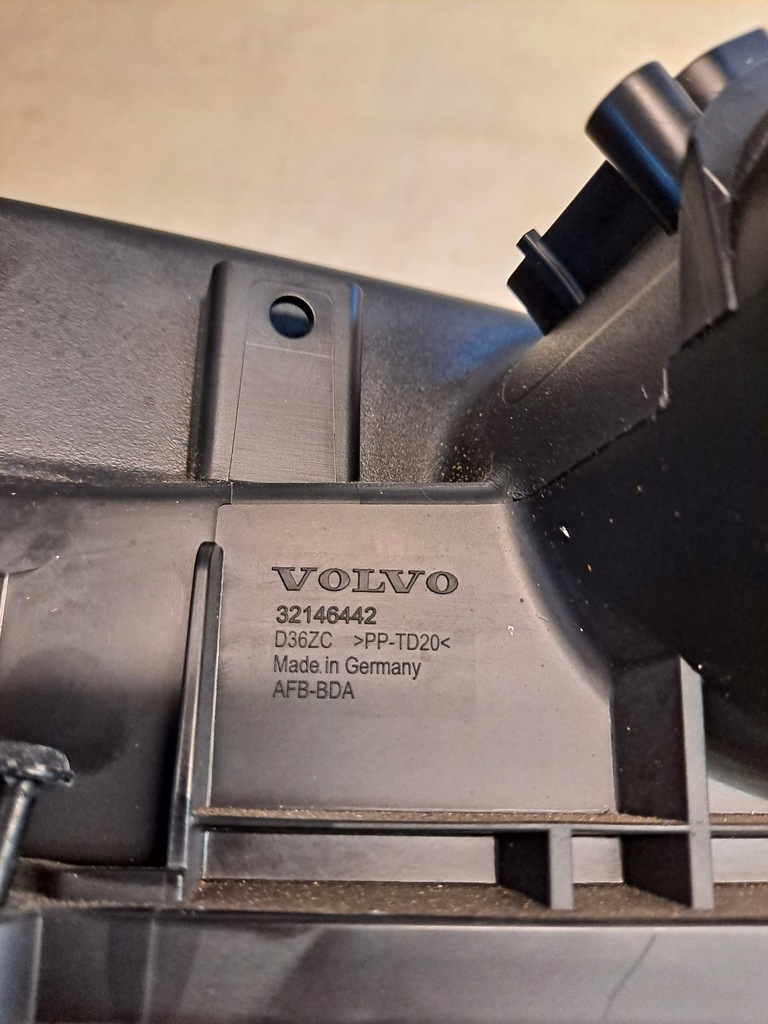 VOLVO
32146442
D36ZC >PP-TD20<
Made in Germany
AFB-BDA